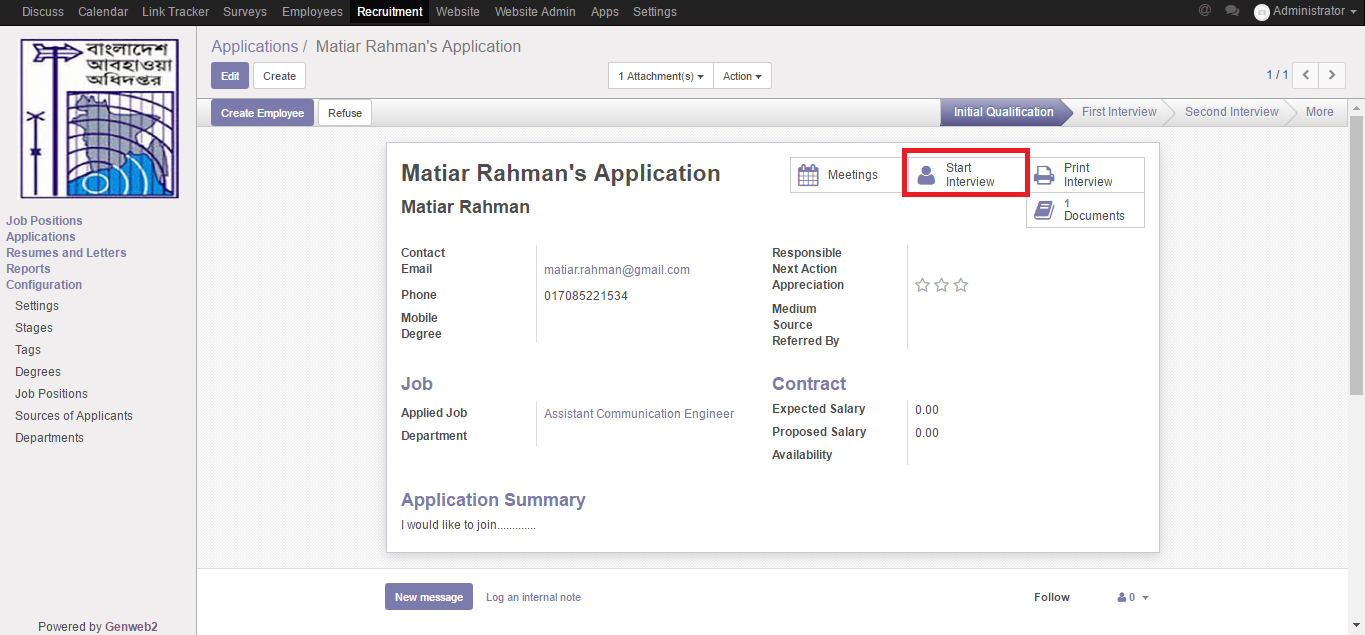 Discuss Calendar Link Tracker Surveys Employees Recruitment Website Website Admin Apps Settings @ Administrator
বাংলাদেশ
আবহাওয়া
অধিদপ্তর
Job Positions
Applications
Resumes and Letters
Reports
Configuration
Settings
Stages
Tags
Degrees
Job Positions
Sources of Applicants
Departments
Powered by Genweb2
Applications / Matiar Rahman's Application
Edit Create 1 Attachment(s) Action 1 / 1
Create Employee Refuse Initial Qualification First Interview Second Interview More
Matiar Rahman's Application
Matiar Rahman
Meetings
Start
Interview
Print
Interview
1
Documents
Contact
Email matiar.rahman@gmail.com
Phone 017085221534
Mobile
Degree
Responsible
Next Action
Appreciation
Medium
Source
Referred By
Job
Applied Job Assistant Communication Engineer
Department
Contract
Expected Salary 0.00
Proposed Salary 0.00
Availability
Application Summary
I would like to join.............
New message Log an internal note Follow 0